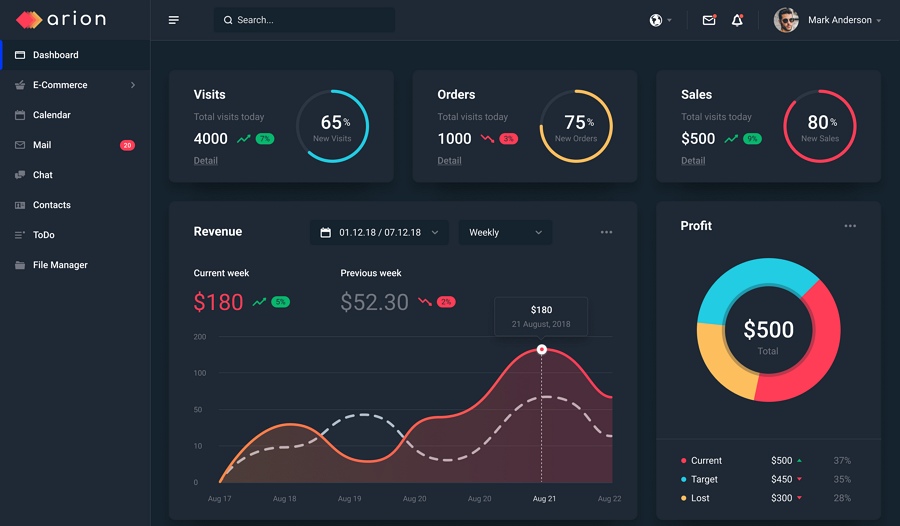 arion
Search...
Mark Anderson
Dashboard
E-Commerce
Calendar
Mail
20
Chat
Contacts
ToDo
File Manager
Visits
Total visits today
4000 7%
Detail
65%
New Visits
Orders
Total visits today
1000 3%
Detail
75%
New Orders
Sales
Total visits today
$500 9%
Detail
80%
New Sales
Revenue
01.12.18 / 07.12.18
Weekly
Current week
$180 5%
Previous week
$52.30 2%
$180
21 August, 2018
200
100
50
10
0
Aug 17
Aug 18
Aug 19
Aug 20
Aug 20
Aug 21
Aug 22
Profit
$500
Total
Current $500 37%
Target $450 35%
Lost $300 28%